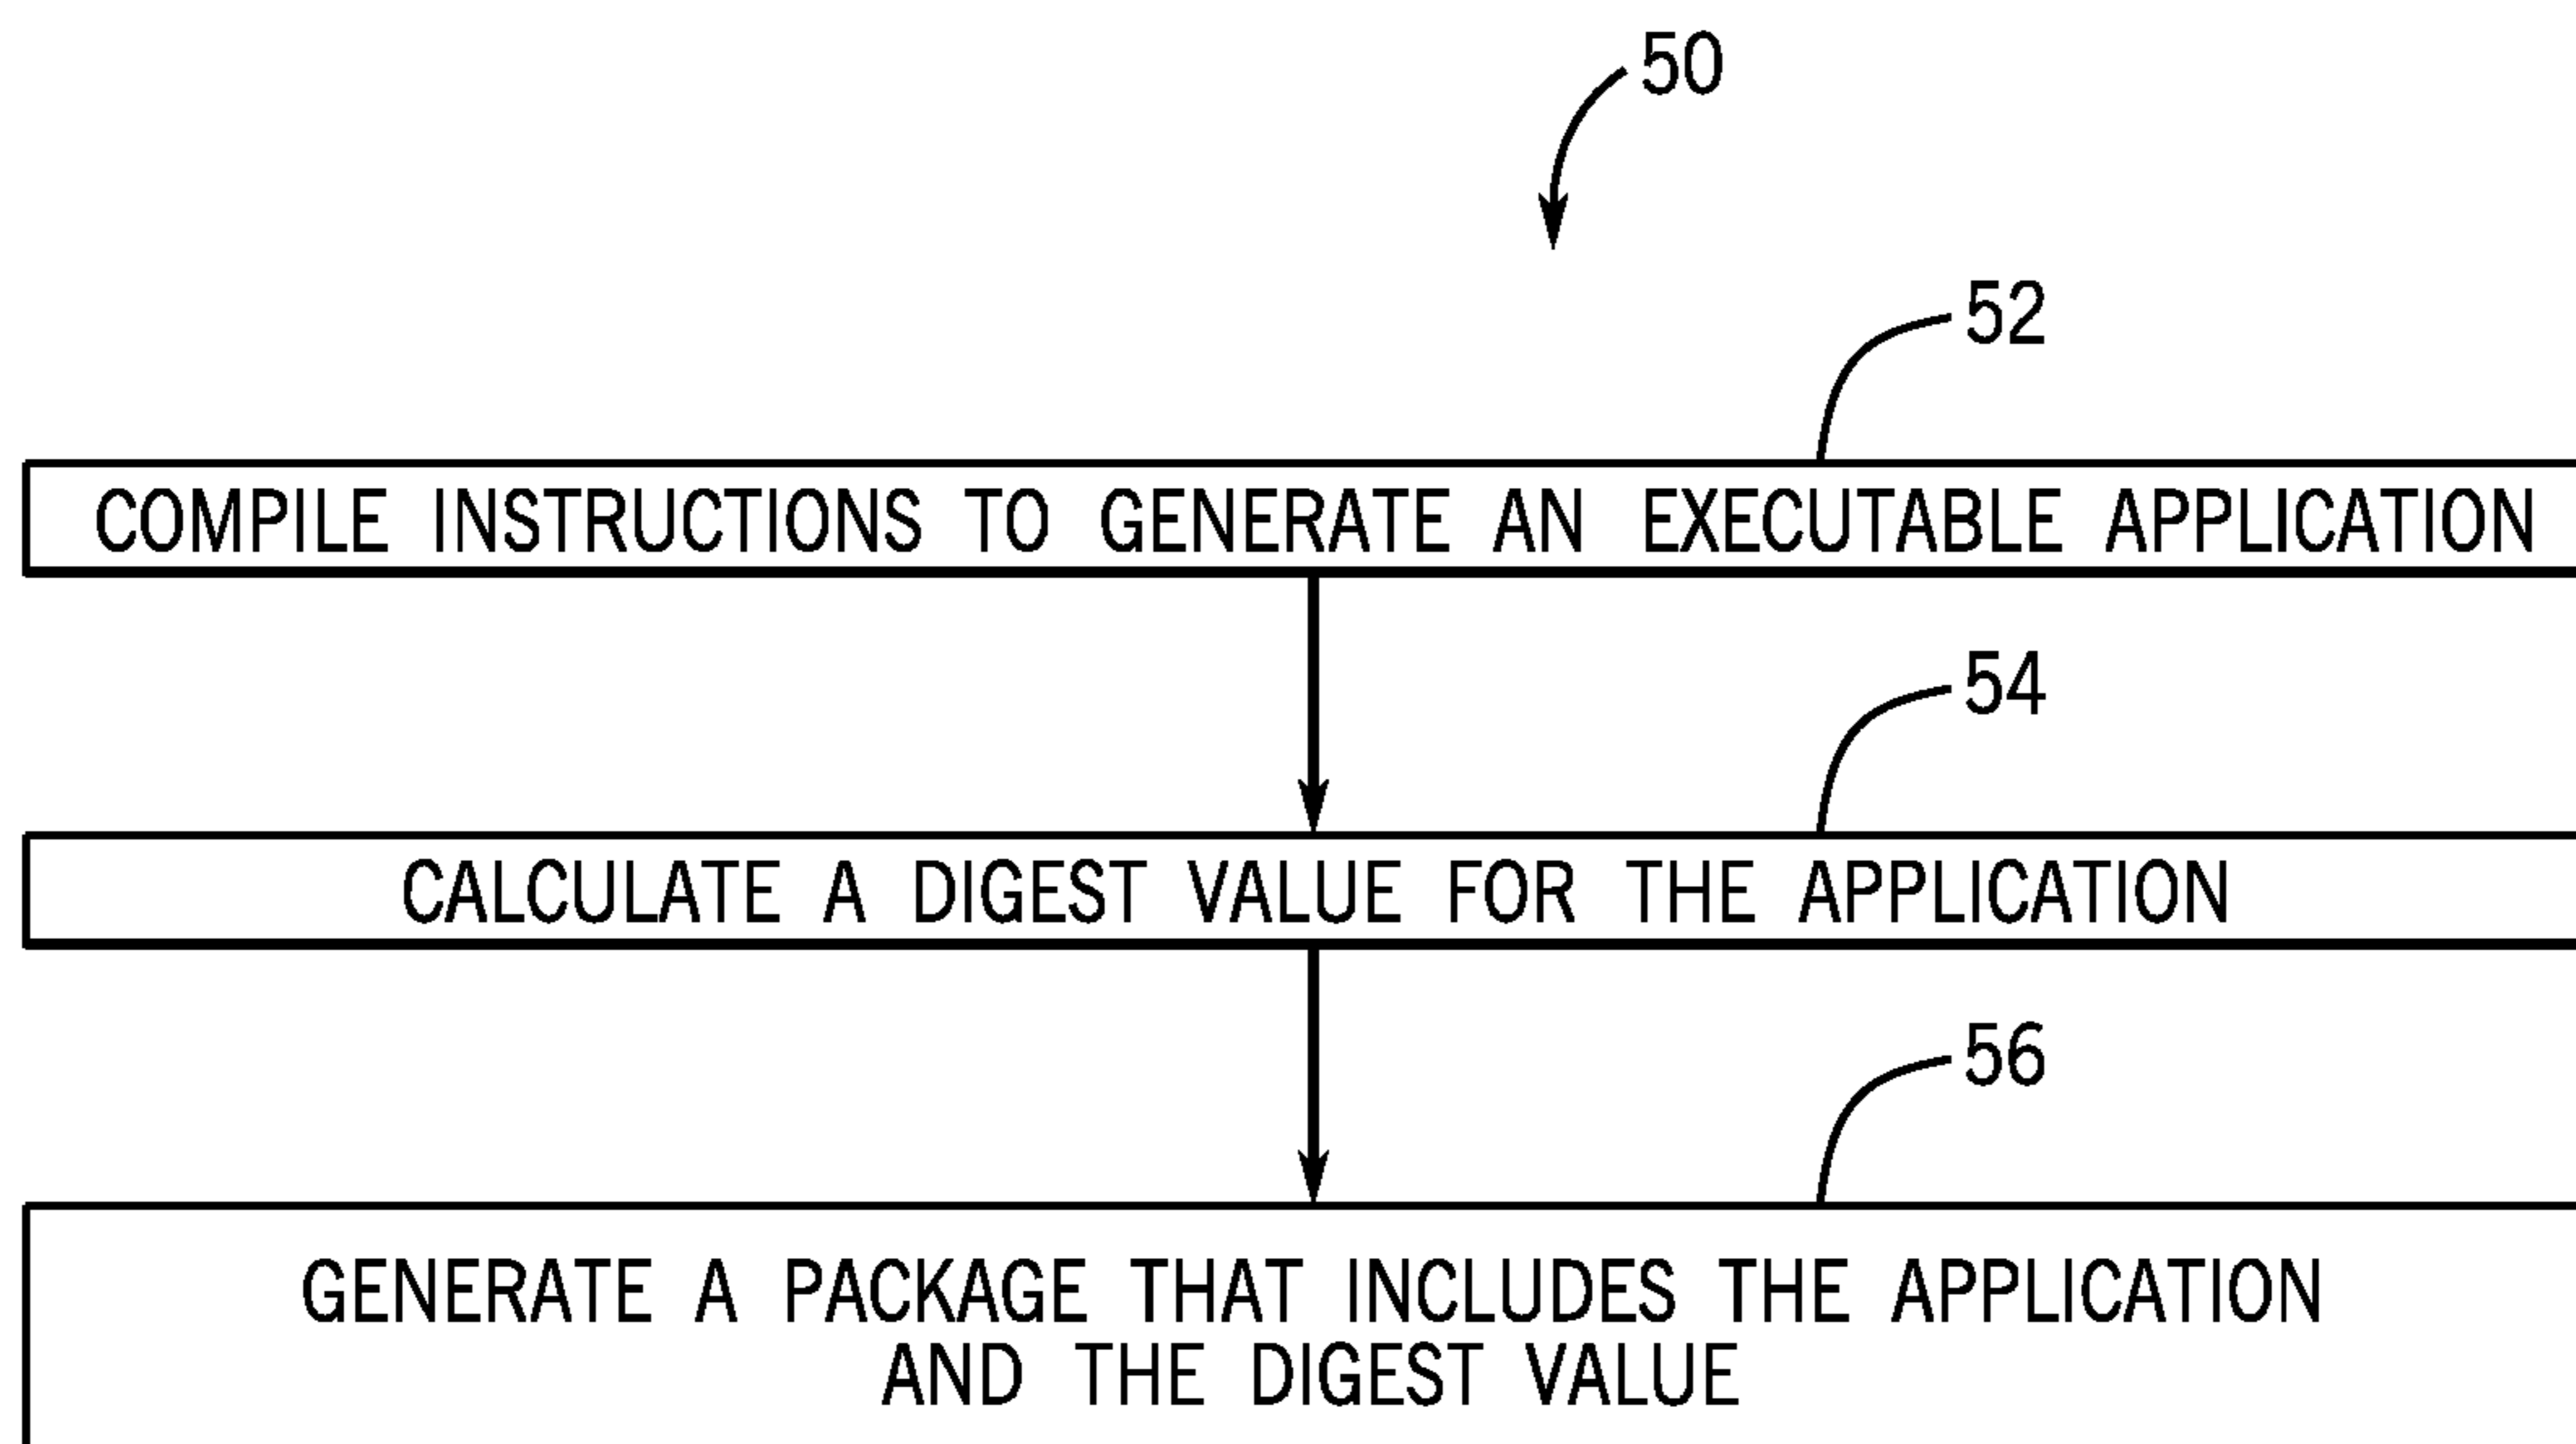 50
52
COMPILE INSTRUCTIONS TO GENERATE AN EXECUTABLE APPLICATION
54
CALCULATE A DIGEST VALUE FOR THE APPLICATION
56
GENERATE A PACKAGE THAT INCLUDES THE APPLICATION
AND THE DIGEST VALUE